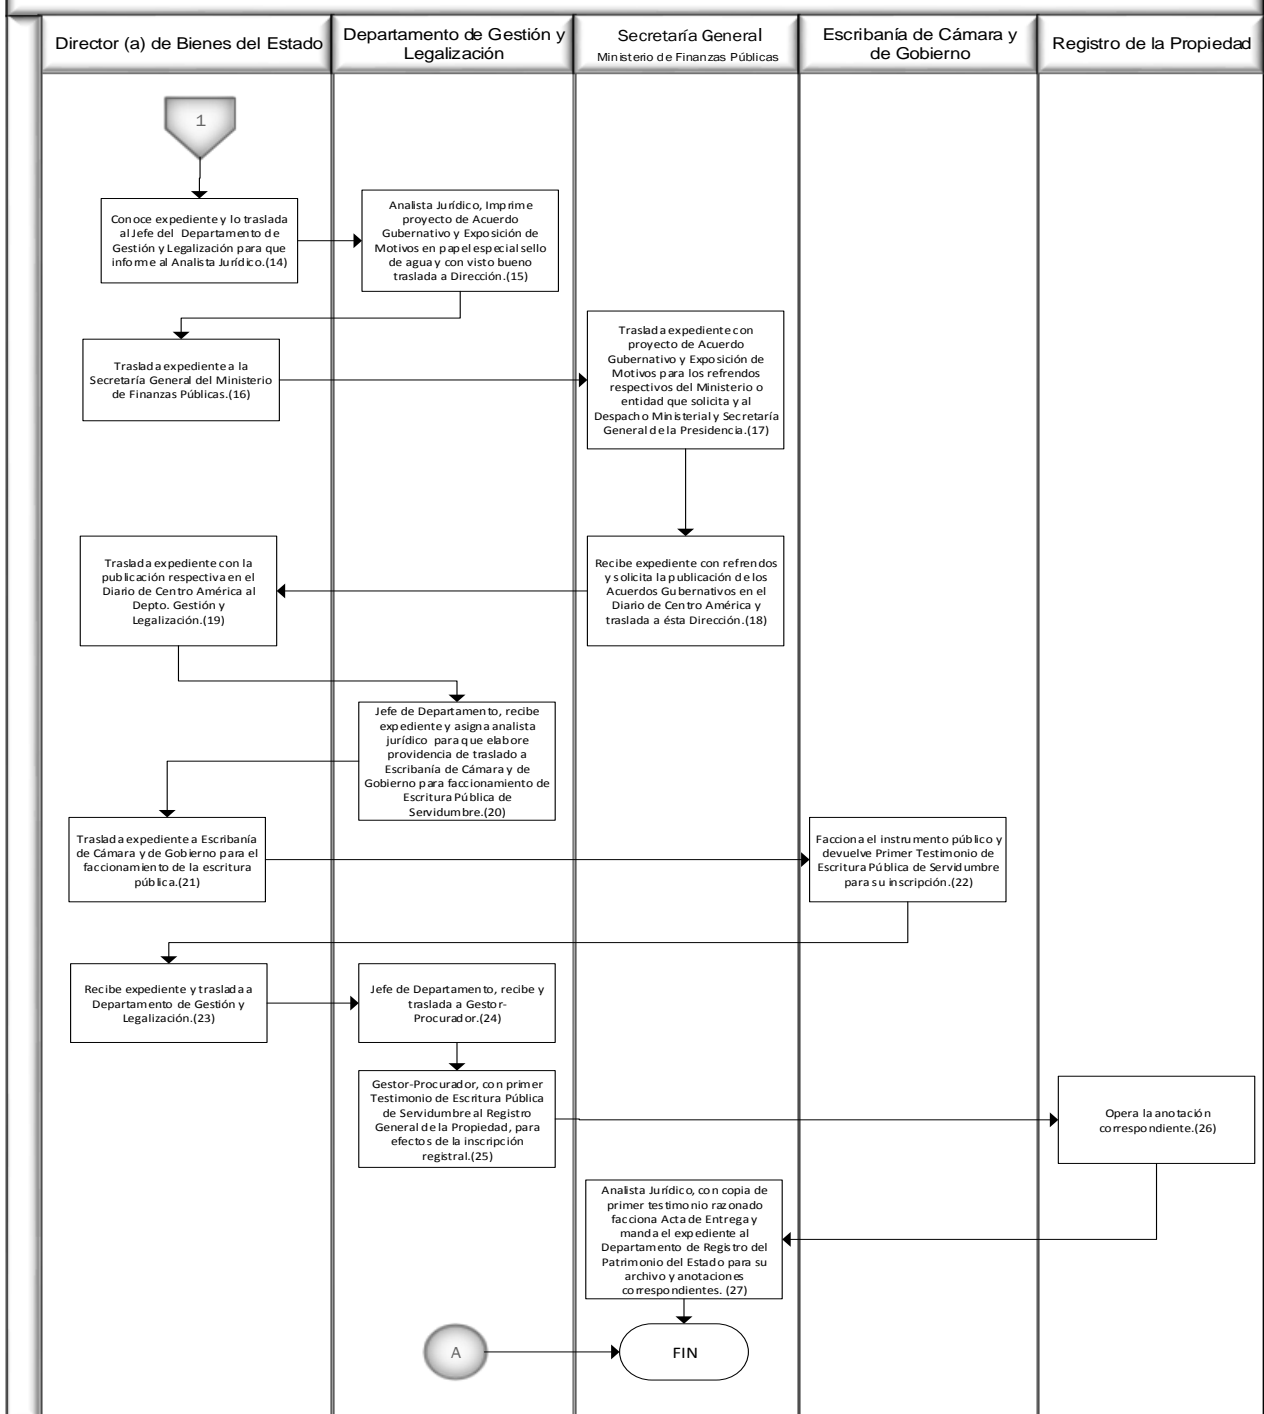 Director (a) de Bienes del Estado
Departamento de Gestión y
Legalización
Secretaría General
Ministerio de Finanzas Públicas
Escribanía de Cámara y
de Gobierno
Registro de la Propiedad
1
Conoce expediente y lo traslada
al Jefe del Departamento de
Gestión y Legalización para que
informe al Analista Jurídico.(14)
Analista Jurídico, Imprime
proyecto de Acuerdo
Gubernativo y Exposición de
Motivos en papel especial sello
de agua y con visto bueno
traslada a Dirección.(15)
Traslada expediente a la
Secretaría General del Ministerio
de Finanzas Públicas.(16)
Traslada expediente con
proyecto de Acuerdo
Gubernativo y Exposición de
Motivos para los refrendos
respectivos del Ministerio o
entidad que solicita y al
Despacho Ministerial y Secretaría
General de la Presidencia.(17)
Recibe expediente con refrendos
y solicita la publicación de los
Acuerdos Gubernativos en el
Diario de Centro América y
traslada a ésta Dirección.(18)
Traslada expediente con la
publicación respectiva en el
Diario de Centro América al
Depto. Gestión y
Legalización.(19)
Jefe de Departamento, recibe
expediente y asigna analista
jurídico para que elabore
providencia de traslado a
Escribanía de Cámara y de
Gobierno para faccionamiento de
Escritura Pública de
Servidumbre.(20)
Traslada expediente a Escribanía
de Cámara y de Gobierno para el
faccionamiento de la escritura
pública.(21)
Facciona el instrumento público y
devuelve Primer Testimonio de
Escritura Pública de Servidumbre
para su inscripción.(22)
Recibe expediente y traslada a
Departamento de Gestión y
Legalización.(23)
Jefe de Departamento, recibe y
traslada a Gestor-
Procurador.(24)
Gestor-Procurador, con primer
Testimonio de Escritura Pública
de Servidumbre al Registro
General de la Propiedad, para
efectos de la inscripción
registral.(25)
Opera la anotación
correspondiente.(26)
Analista Jurídico, con copia de
primer testimonio razonado
facciona Acta de Entrega y
manda el expediente al
Departamento de Registro del
Patrimonio del Estado para su
archivo y anotaciones
correspondientes. (27)
A
FIN